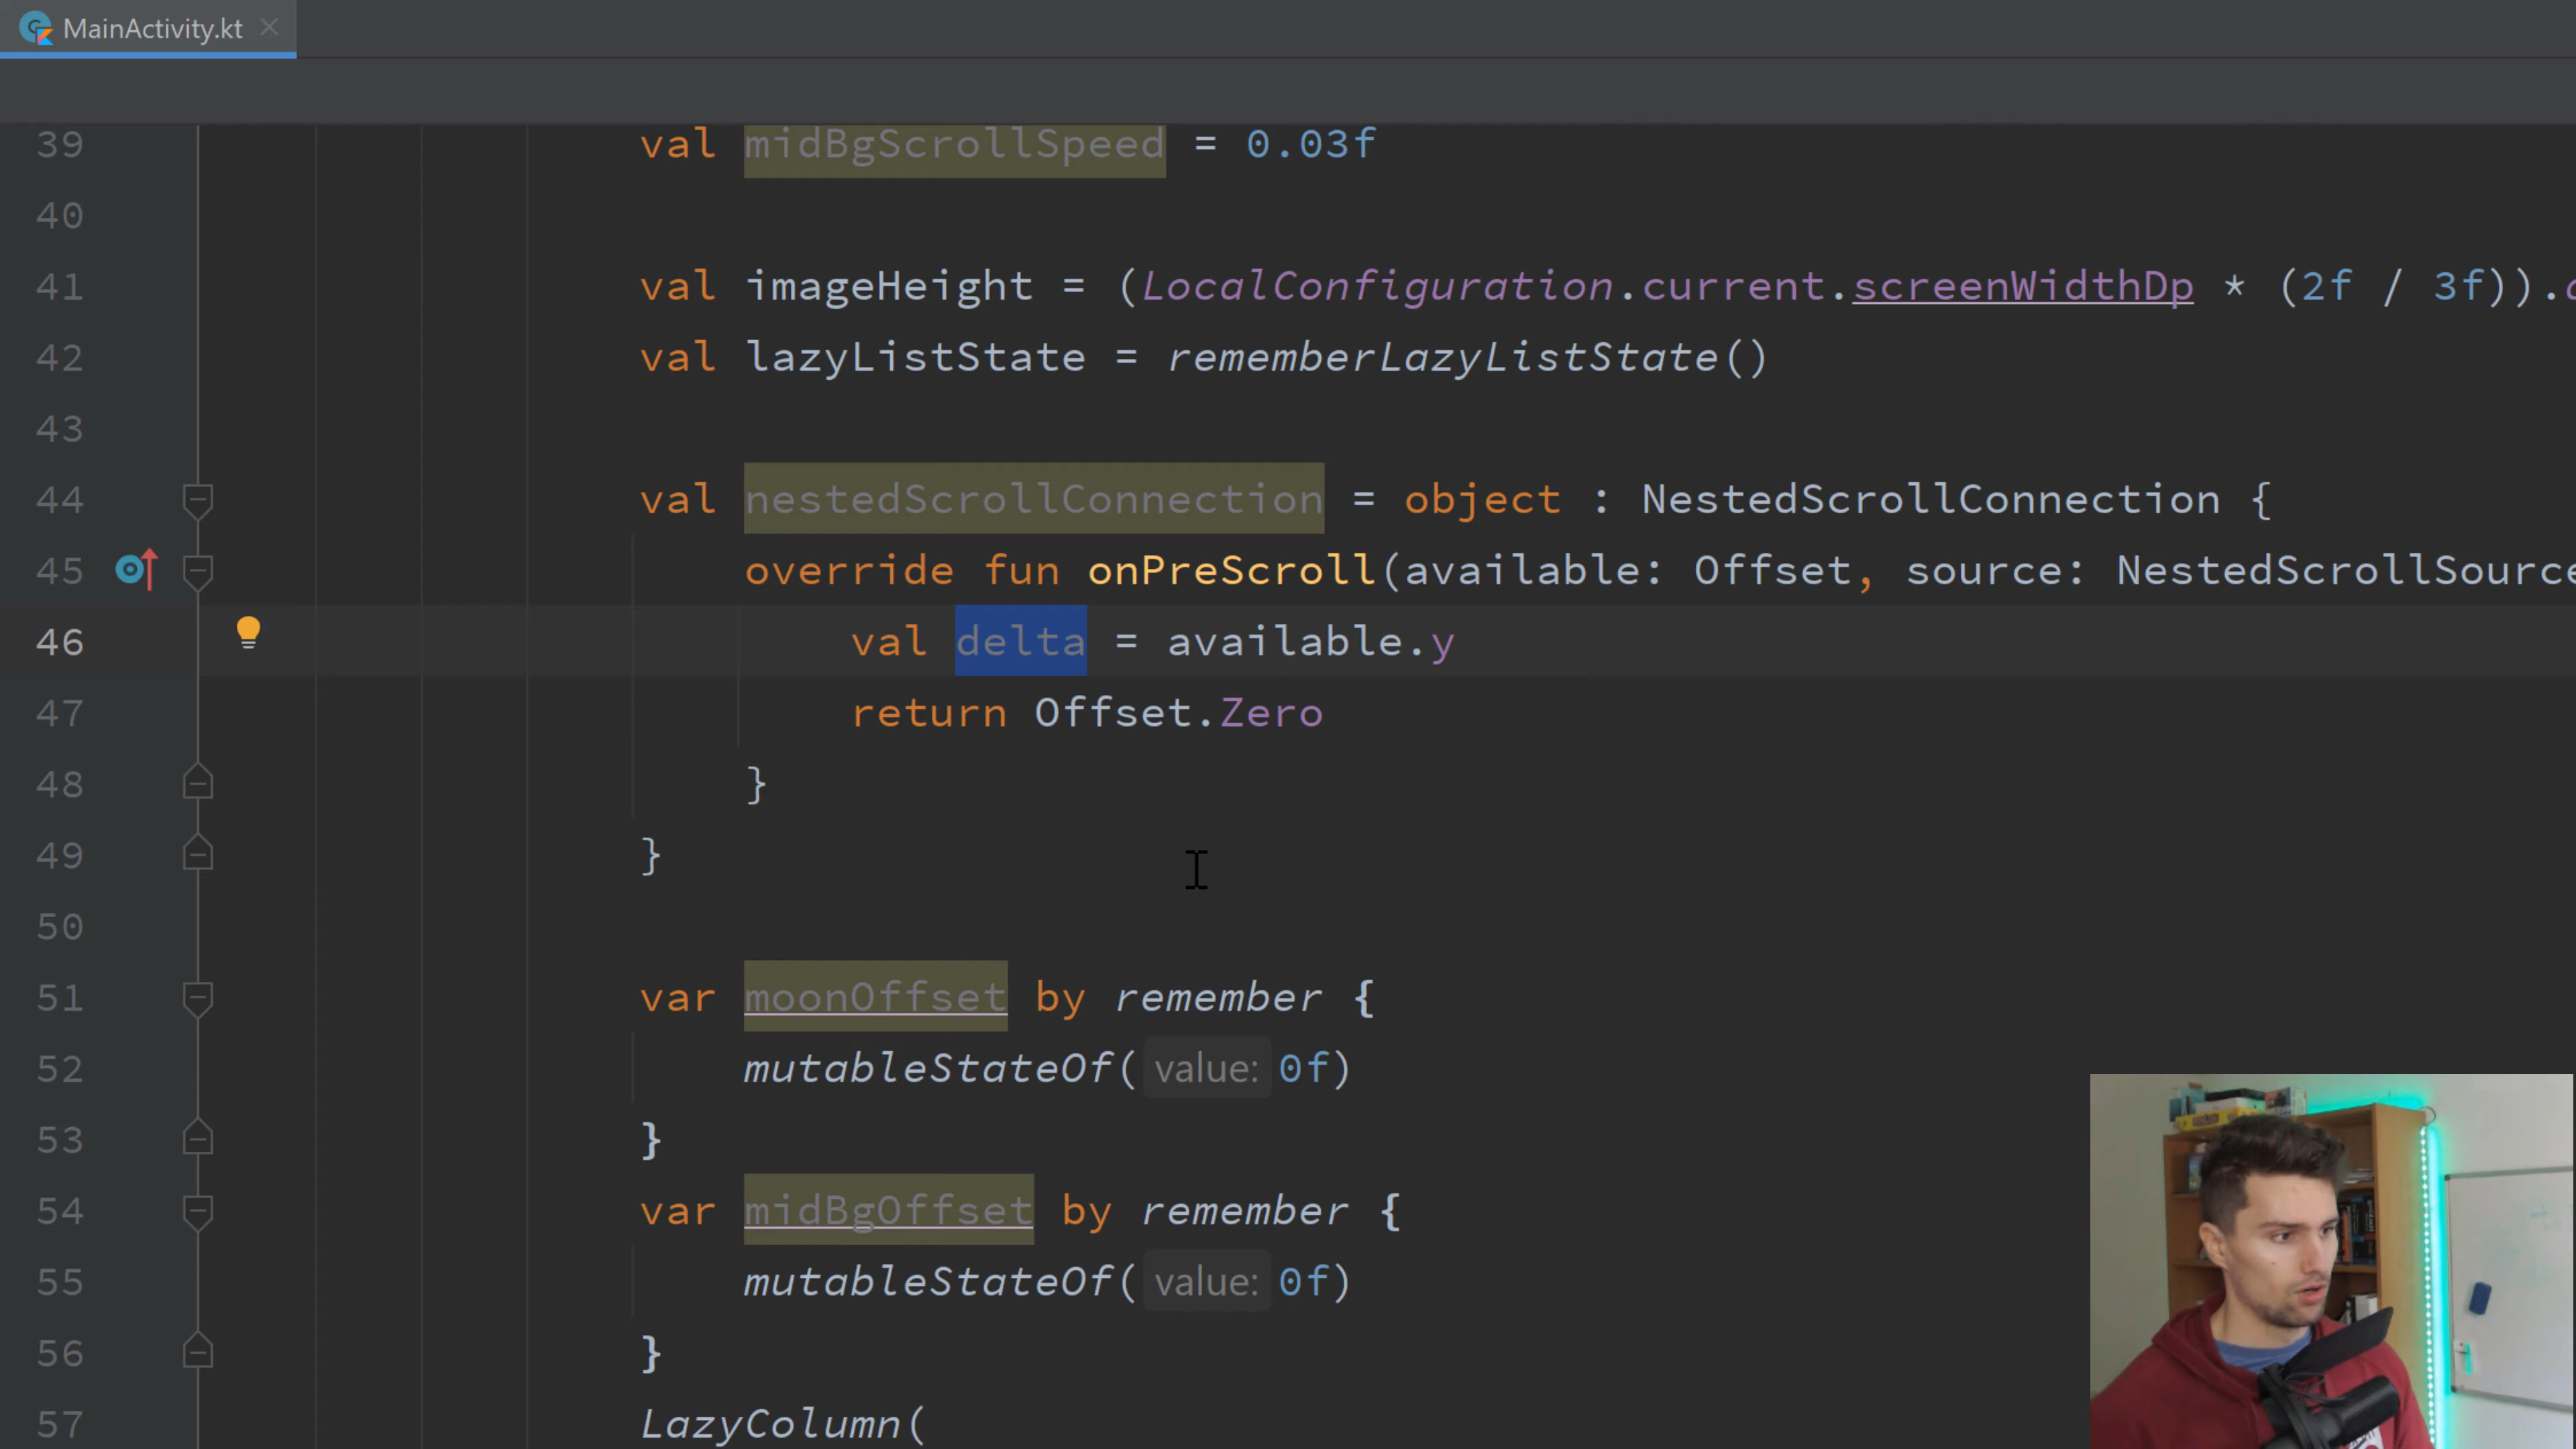 MainActivity.kt
39 val midBgScrollSpeed = 0.03f
40
41 val imageHeight = (LocalConfiguration.current.screenWidthDp * (2f / 3f)).
42 val lazyListState = rememberLazyListState()
43
44 val nestedScrollConnection = object : NestedScrollConnection {
45 override fun onPreScroll(available: Offset, source: NestedScrollSource
46 val delta = available.y
47 return Offset.Zero
48 }
49 }
50
51 var moonOffset by remember {
52 mutableStateOf( value: 0f)
53 }
54 var midBgOffset by remember {
55 mutableStateOf( value: 0f)
56 }
57 LazyColumn(